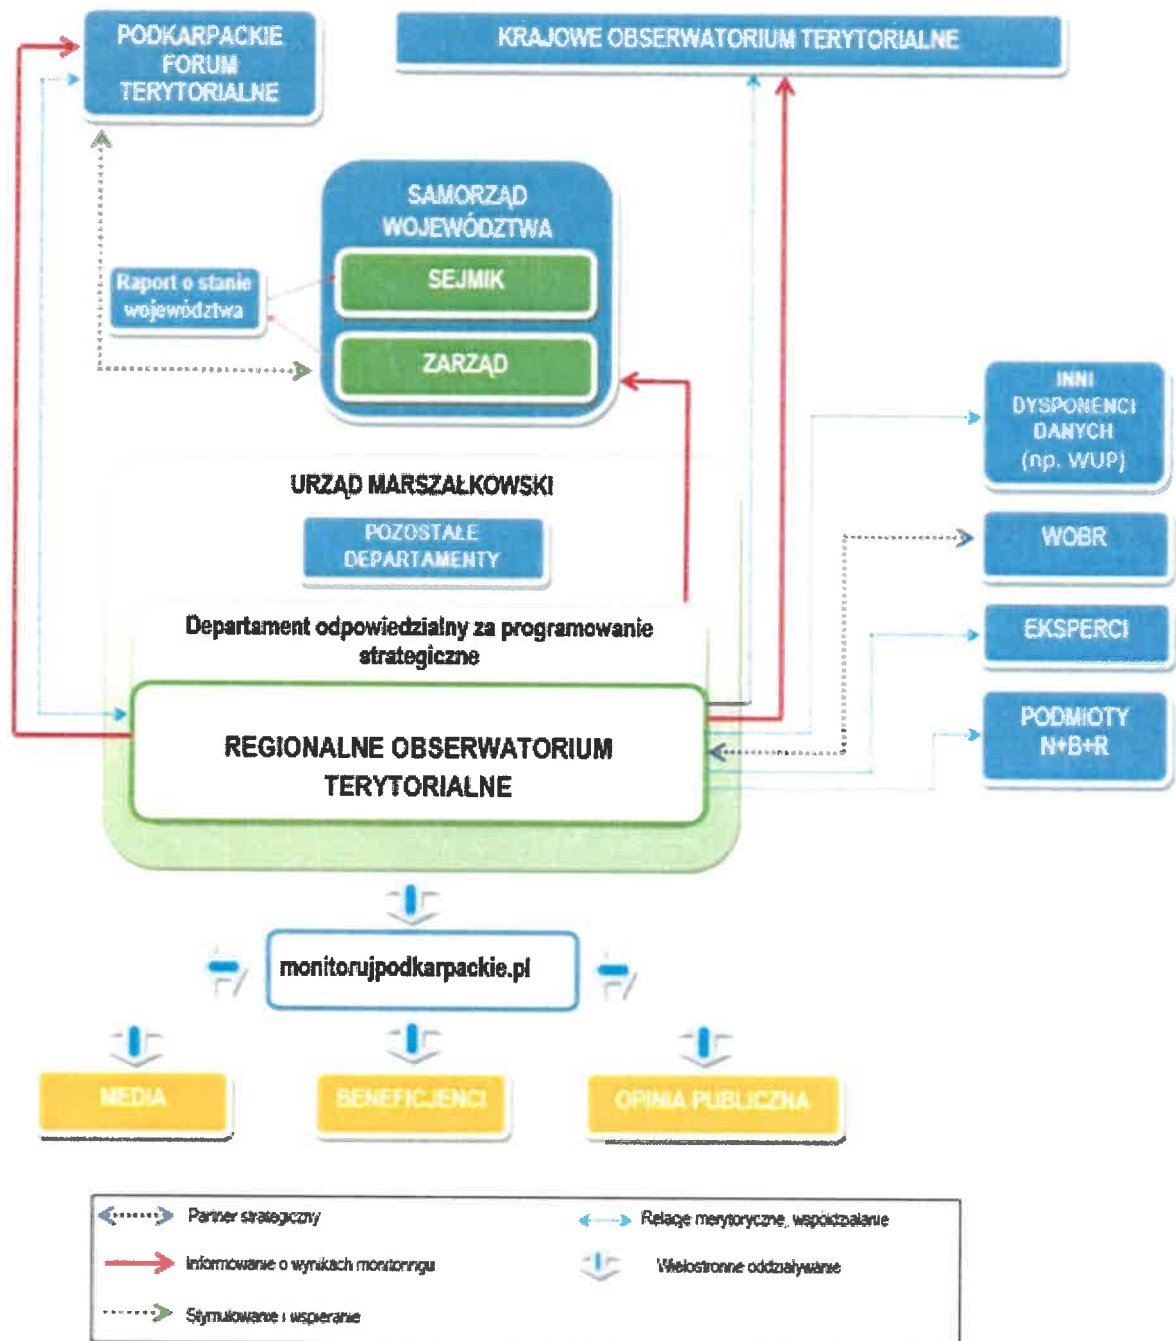 PODKARPACKIE
FORUM
TERYTORIALNE
KRAJOWE OBSERWATORIUM TERYTORIALNE
SAMORZĄD
WOJEWÓDZTWA
SEJMIK
ZARZĄD
Raport o stanie
województwa
INNI
DYSPONENCI
DANYCH
(np. WUP)
URZĄD MARSZAŁKOWSKI
POZOSTAŁE
DEPARTAMENTY
WOBR
Departament odpowiedzialny za programowanie
strategiczne
EKSPERCI
REGIONALNE OBSERWATORIUM
TERYTORIALNE
PODMIOTY
N+B+R
monitorujpodkarpackie.pl
MEDIA
BENEFICJENCI
OPINIA PUBLICZNA
Partner strategiczny
Relacje merytoryczne, współdziałanie
Informowanie o wynikach monitoringu
Wielostronne oddziaływanie
Stymulowanie i wspieranie